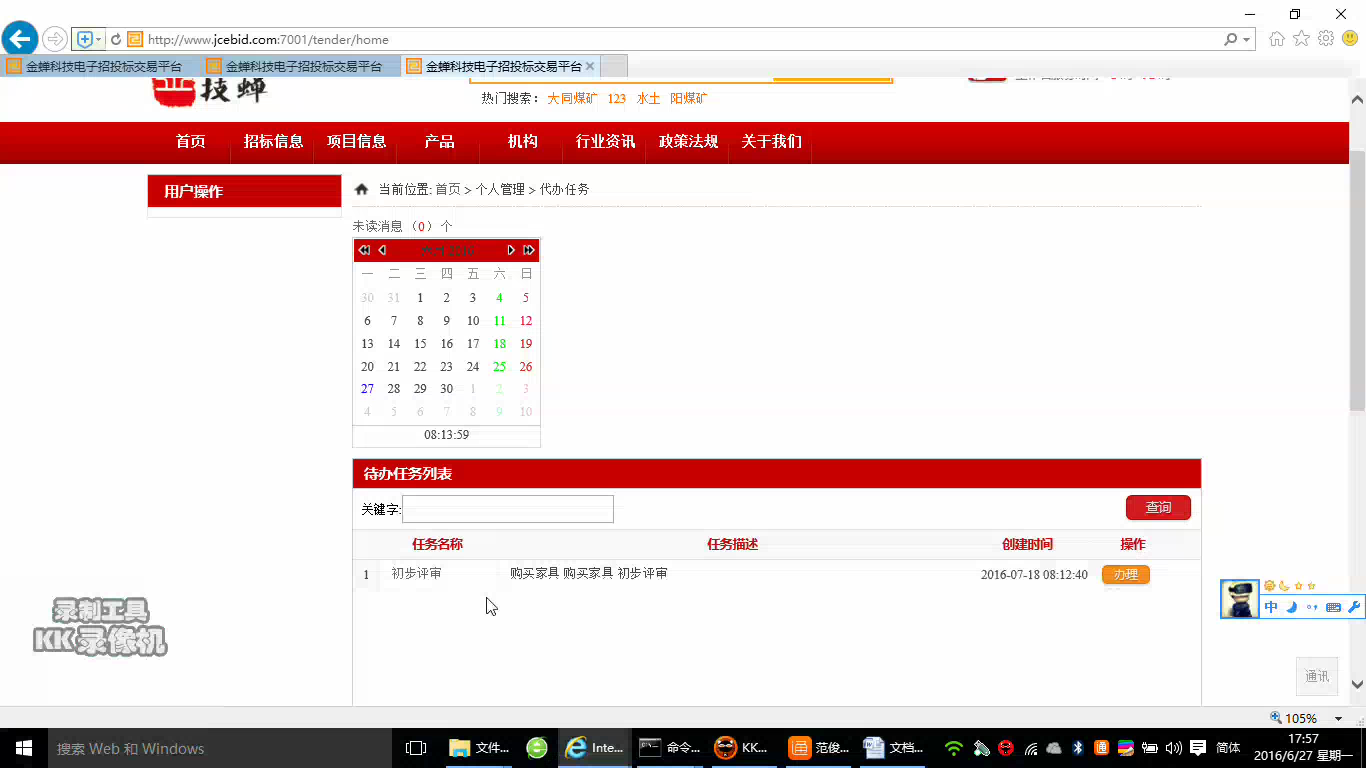 http://www.jcebid.com:7001/tender/home
金蝉科技电子招投标交易平台 金蝉科技电子招投标交易平台 金蝉科技电子招投标交易平台
热门搜索： 大同煤矿 123 水土 阳煤矿
首页 招标信息 项目信息 产品 机构 行业资讯 政策法规 关于我们
用户操作
当前位置: 首页 > 个人管理 > 代办任务
未读消息 （0） 个
一 二 三 四 五 六 日
30 31 1 2 3 4 5
6 7 8 9 10 11 12
13 14 15 16 17 18 19
20 21 22 23 24 25 26
27 28 29 30 1 2 3
4 5 6 7 8 9 10
08:13:59
待办任务列表
关键字: 查询
任务名称 任务描述 创建时间 操作
1 初步评审 购买家具 购买家具 初步评审 2016-07-18 08:12:40 办理
录制工具
KK录像机
中
通讯
105%
搜索 Web 和 Windows 文件... Inte... 命令... KK... 范俊... 文档... 简体
17:57
2016/6/27 星期一